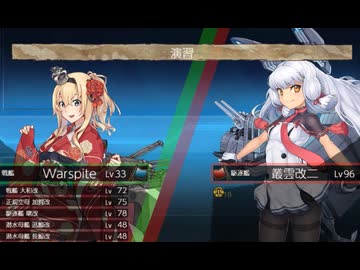 演習
戦艦 Warspite Lv 33
駆逐艦 叢雲改二 Lv 96
戦艦 大和改 Lv 72
正規空母 加賀改 Lv 75
駆逐艦 曙改 Lv 78
潜水母艦 迅鯨改 Lv 48
潜水母艦 長鯨改 Lv 48